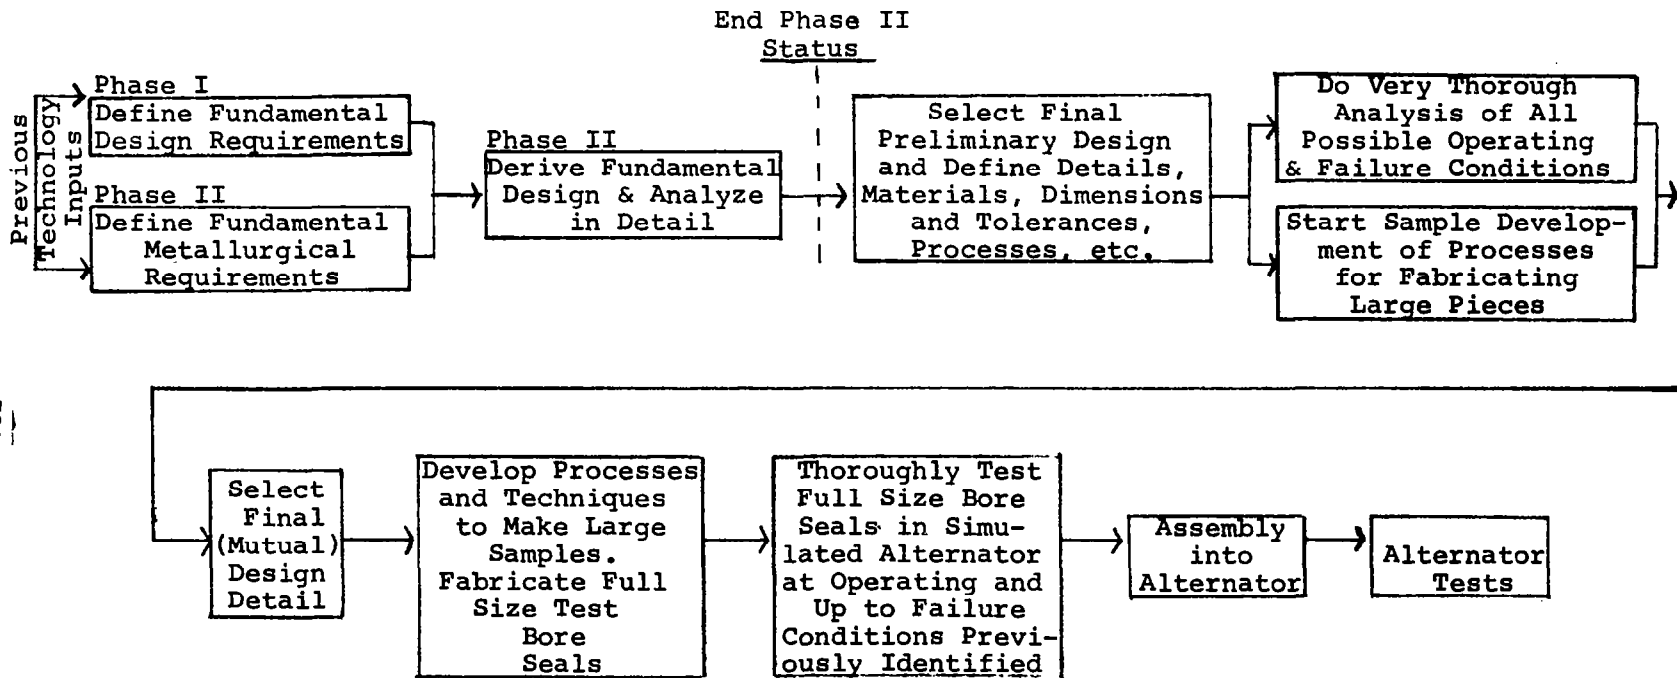 End Phase II
Status
Previous
Technology
Inputs
Phase I
Define Fundamental
Design Requirements
Phase II
Define Fundamental
Metallurgical
Requirements
Phase II
Derive Fundamental
Design & Analyze
in Detail
Select Final
Preliminary Design
and Define Details,
Materials, Dimensions
and Tolerances,
Processes, etc.
Do Very Thorough
Analysis of All
Possible Operating
& Failure Conditions
Start Sample Develop-
ment of Processes
for Fabricating
Large Pieces
Select
Final
(Mutual)
Design
Detail
Develop Processes
and Techniques
to Make Large
Samples.
Fabricate Full
Size Test
Bore
Seals
Thoroughly Test
Full Size Bore
Seals in Simu-
lated Alternator
at Operating and
Up to Failure
Conditions Previ-
ously Identified
Assembly
into
Alternator
Alternator
Tests